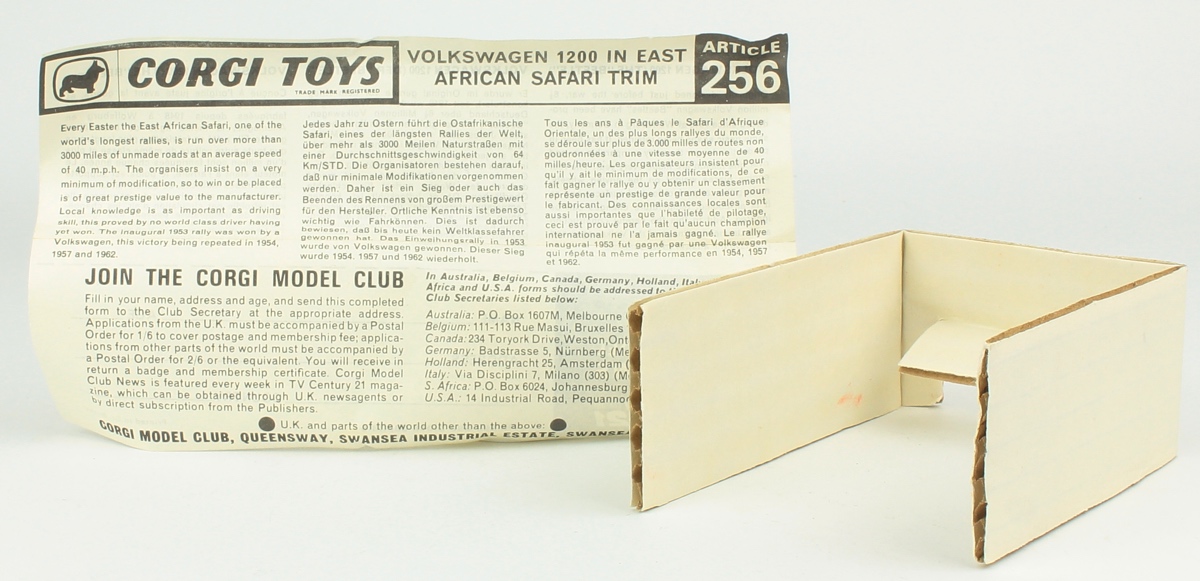 CORGI TOYS
TRADE MARK REGISTERED
VOLKSWAGEN 1200 IN EAST
AFRICAN SAFARI TRIM
ARTICLE
256
Every Easter the East African Safari, one of the
world's longest rallies, is run over more than
3000 miles of unmade roads at an average speed
of 40 m.p.h. The organisers insist on a very
minimum of modification, so to win or be placed
is of great prestige value to the manufacturer.
Local knowledge is as important as driving
skill, this proved by no world class driver having
yet won. The inaugural 1953 rally was won by a
Volkswagen, this victory being repeated in 1954,
1957 and 1962.
Jedes Jahr zu Ostern führt die Ostafrikanische
Safari, eines der längsten Rallies der Welt,
über mehr als 3000 Meilen Naturstraßen mit
einer Durchschnittsgeschwindigkeit von 64
Km/STD. Die Organisatoren bestehen darauf,
daß nur minimale Modifikationen vorgenommen
werden. Daher ist ein Sieg oder auch das
Beenden des Rennens von großem Prestigewert
für den Hersteller. Ortliche Kenntnis ist ebenso
wichtig wie Fahrkönnen. Dies ist dadurch
bewiesen, daß bis heute kein Weltklassefahrer
gewonnen hat. Das Einweihungsrally in 1953
wurde von Volkswagen gewonnen. Dieser Sieg
wurde 1954. 1957 und 1962 wiederholt.
Tous les ans à Pâques le Safari d'Afrique
Orientale, un des plus longs rallyes du monde,
se déroule sur plus de 3.000 milles de routes non
goudronnées à une vitesse moyenne de 40
milles/heure. Les organisateurs insistent pour
qu'il y ait le minimum de modifications, de ce
fait gagner le rallye ou y obtenir un classement
représente un prestige de grande valeur pour
le fabricant. Des connaissances locales sont
aussi importantes que l'habileté de pilotage,
ceci est prouvé par le fait qu'aucun champion
international ne l'a jamais gagné. Le rallye
inaugural 1953 fut gagné par une Volkswagen
qui répéta la même performance en 1954, 1957
et 1962.
JOIN THE CORGI MODEL CLUB
Fill in your name, address and age, and send this completed
form to the Club Secretary at the appropriate address.
Applications from the U.K. must be accompanied by a Postal
Order for 1/6 to cover postage and membership fee; applica-
tions from other parts of the world must be accompanied by
a Postal Order for 2/6 or the equivalent. You will receive in
return a badge and membership certificate. Corgi Model
Club News is featured every week in TV Century 21 maga-
zine, which can be obtained through U.K. newsagents or
by direct subscription from the Publishers.
In Australia, Belgium, Canada, Germany, Holland,
Africa and U.S.A. forms should be addressed to
Club Secretaries listed below:
Australia: P.O. Box 1607M, Melbourne
Belgium: 111-113 Rue Masui, Bruxelles
Canada: 234 Toryork Drive, Weston, Ont
Germany: Badstrasse 5, Nürnberg
Holland: Herengracht 25, Amsterdam
Italy: Via Disciplini 7, Milano (303)
S. Africa: P.O. Box 6024, Johannesburg
U.S.A.: 14 Industrial Road, Pequannoc
U.K. and parts of the world other than the above:
CORGI MODEL CLUB, QUEENSWAY, SWANSEA INDUSTRIAL ESTATE, SWANSEA